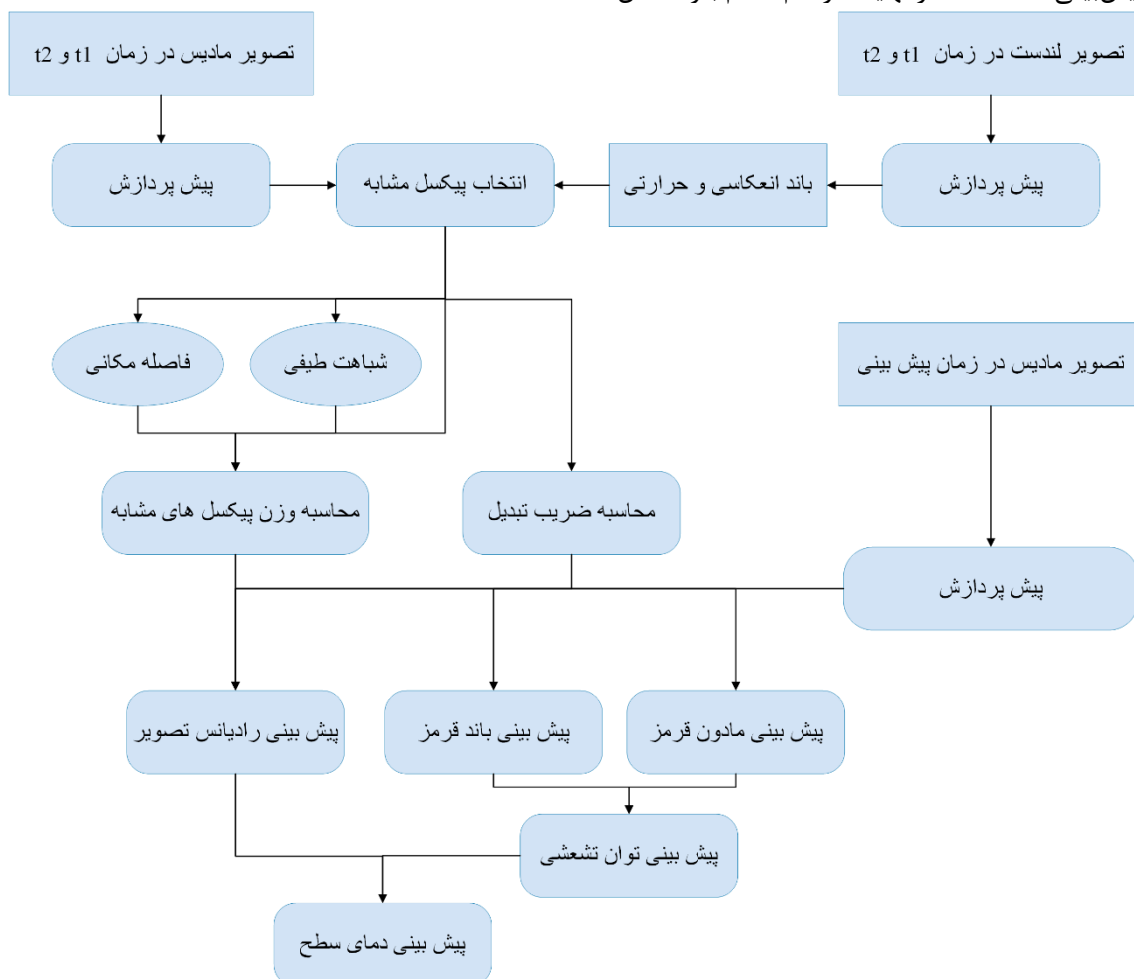 تصویر لندست در زمان t1 و t2
تصویر مادیس در زمان t1 و t2
پیش پردازش
باند انعکاسی و حرارتی
انتخاب پیکسل مشابه
پیش پردازش
شباهت طیفی
فاصله مکانی
تصویر مادیس در زمان پیش بینی
محاسبه ضریب تبدیل
محاسبه وزن پیکسل های مشابه
پیش پردازش
پیش بینی مادون قرمز
پیش بینی باند قرمز
پیش بینی رادیانس تصویر
پیش بینی توان تشعشی
پیش بینی دمای سطح